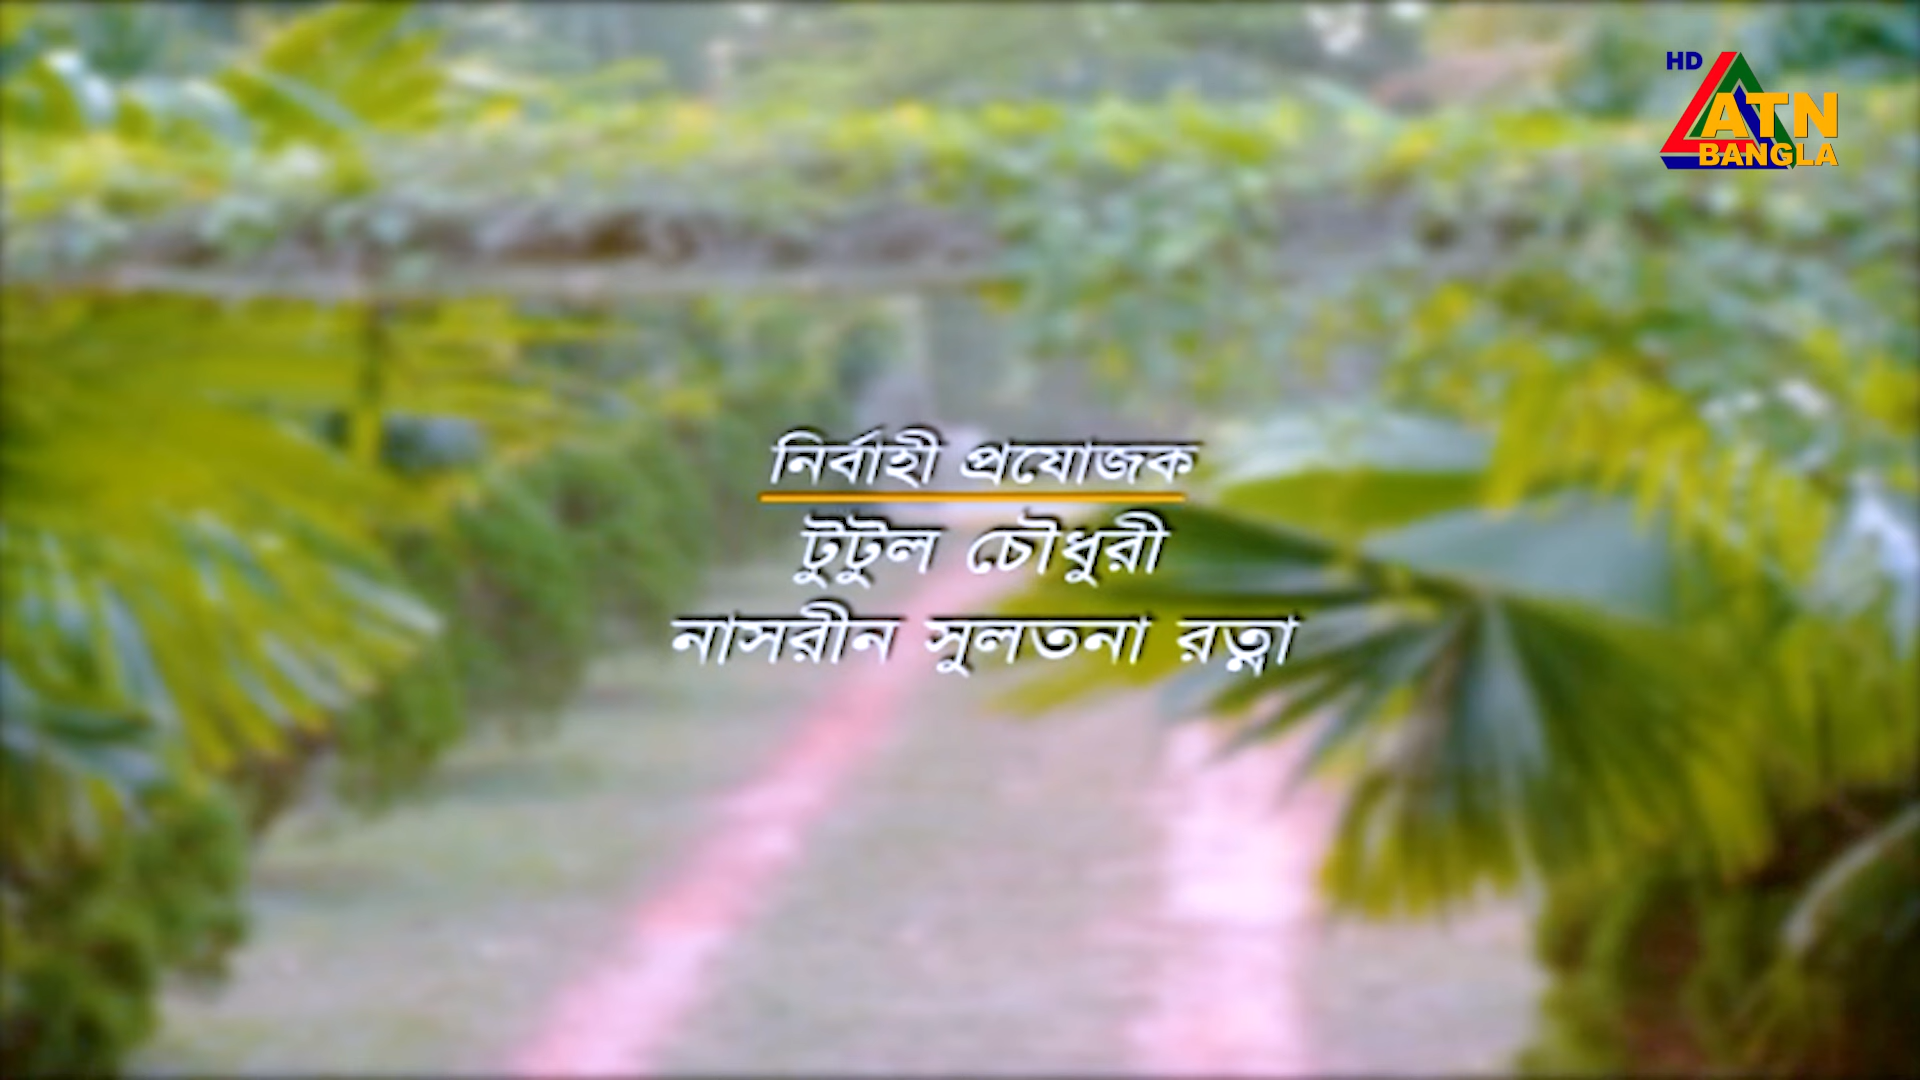 HD
ATN
BANGLA
নির্বাহী প্রযোজক
টুটুল চৌধুরী
নাসরীন সুলতনা রত্না